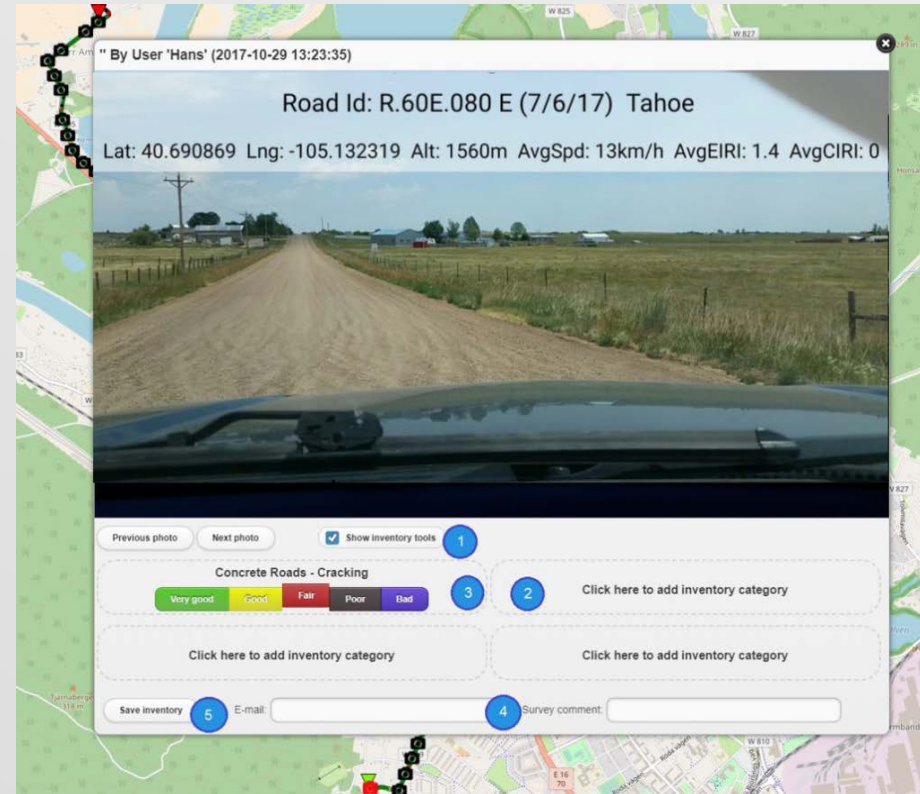 W 825
W 827
" By User 'Hans' (2017-10-29 13:23:35)
Road Id: R.60E.080 E (7/6/17) Tahoe
Lat: 40.690869 Lng: -105.132319 Alt: 1560m AvgSpd: 13km/h AvgEIRI: 1.4 AvgCIRI: 0
Previous photo
Next photo
Show inventory tools
1
Concrete Roads - Cracking
Very good
Good
Fair
Poor
Bad
3
2
Click here to add inventory category
Click here to add inventory category
Click here to add inventory category
Save inventory
5
E-mail:
4
Survey comment:
W 827
W 810
E 16
70